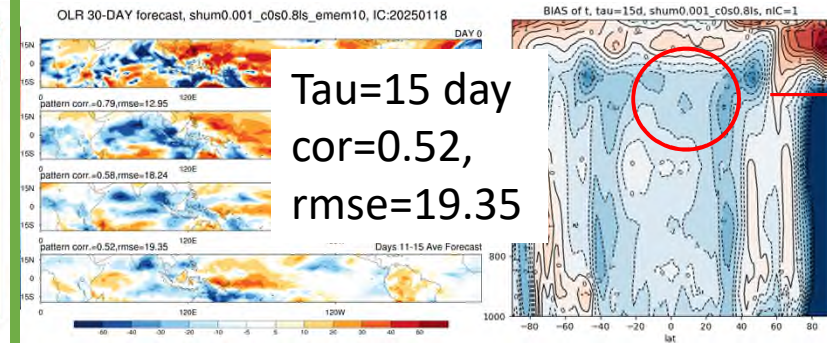 OLR 30-DAY forecast, shum0.001_c0s0.8ls_emem10, IC:20250118
DAY 0
15N
0
15S
0
120E
pattern corr.=0.79,rmse=12.95
15N
0
15S
0
120E
pattern corr.=0.58,rmse=18.24
15N
0
15S
0
120E
pattern corr.=0.52,rmse=19.35
Days 11-15 Ave Forecast
15N
0
15S
0
120E
120W
-60 -40 -30 -20 -10 -5 5 10 20 30 40 60
Tau=15 day
cor=0.52,
rmse=19.35
BIAS of t, tau=15d, shum0.001_c0s0.8ls, nIC=1
800
1000
-80 -60 -40 -20 0 20 40 60 80
lat